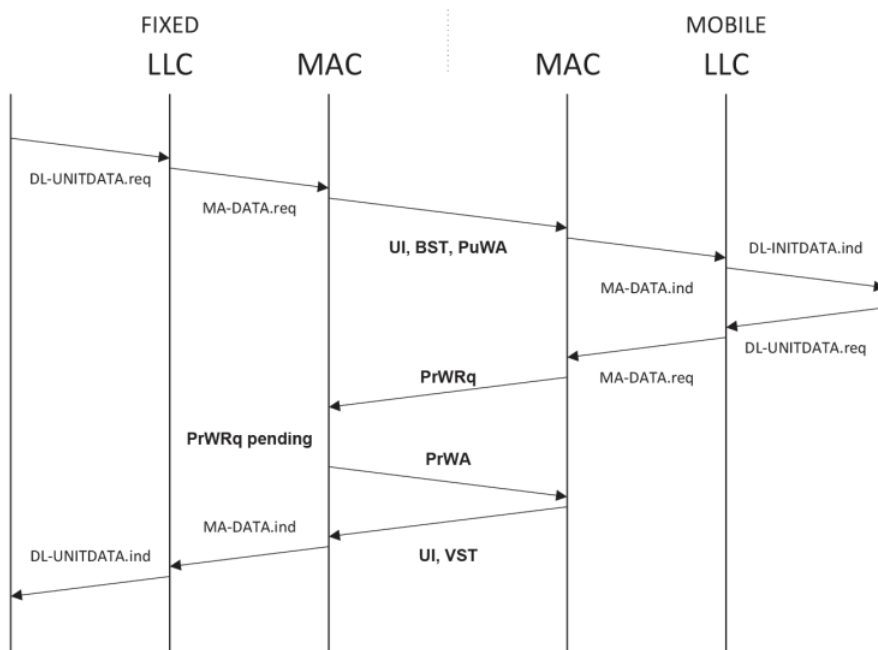 FIXED
MOBILE
LLC
MAC
MAC
LLC
DL-UNITDATA.req
MA-DATA.req
UI, BST, PuWA
DL-INITDATA.ind
MA-DATA.ind
DL-UNITDATA.req
MA-DATA.req
PrWRq
PrWRq pending
PrWA
MA-DATA.ind
DL-UNITDATA.ind
UI, VST